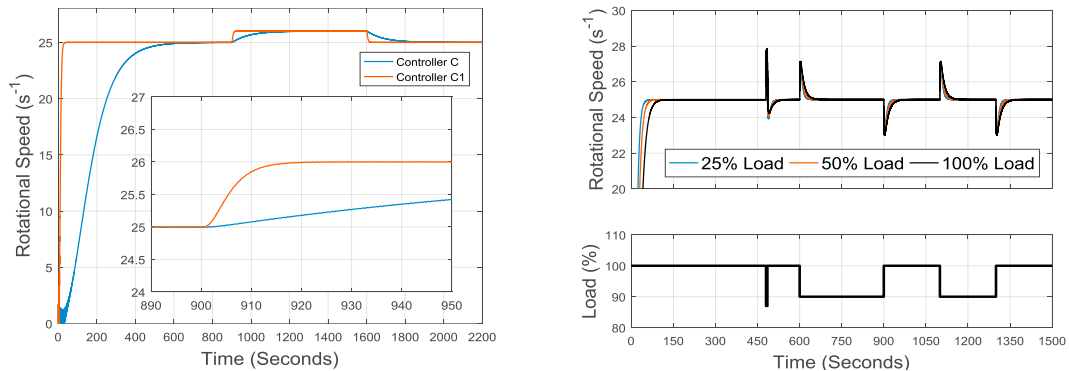 25
20
15
10
5
0
Rotational Speed (s⁻¹)
Controller C
Controller C1
27
26.5
26
25.5
25
24.5
24
890 900 910 920 930 940 950
0 200 400 600 800 1000 1200 1400 1600 1800 2000 2200
Time (Seconds)
30
28
26
24
22
20
Rotational Speed (s⁻¹)
25% Load 50% Load 100% Load
110
100
90
80
Load (%)
0 150 300 450 600 750 900 1050 1200 1350 1500
Time (Seconds)